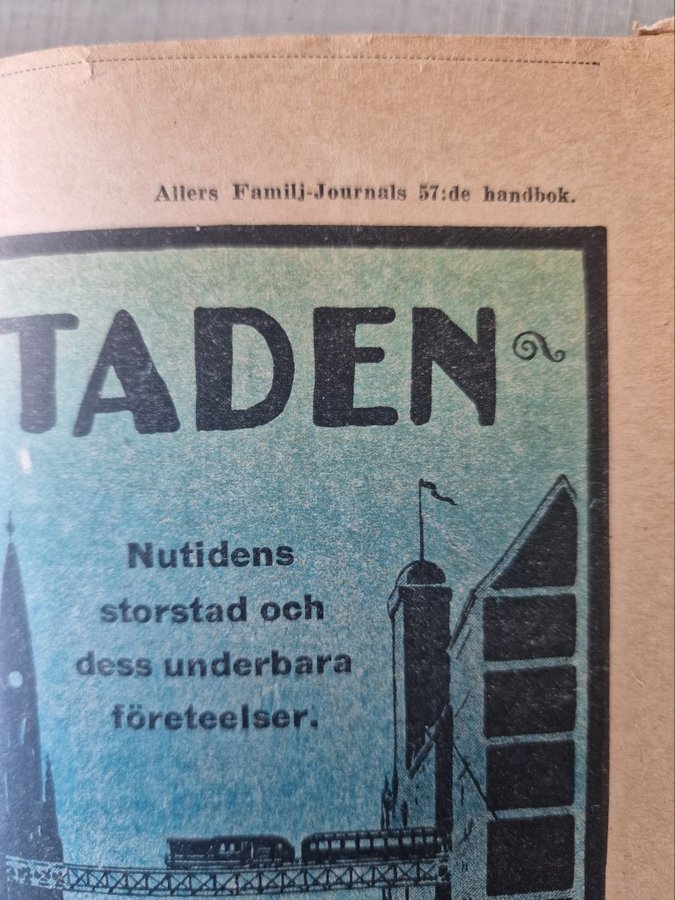 Allers Familj-Journals 57:de handbok.
TADEN
Nutidens
storstad och
dess underbara
företeelser.